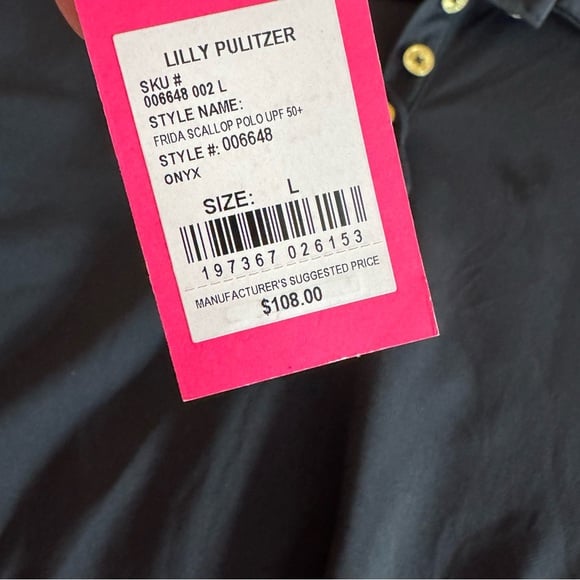 LILLY PULITZER
SKU #
006648 002 L
STYLE NAME:
FRIDA SCALLOP POLO UPF 50+
STYLE #: 006648
ONYX
SIZE: L
197367 026153
MANUFACTURER'S SUGGESTED PRICE
$108.00